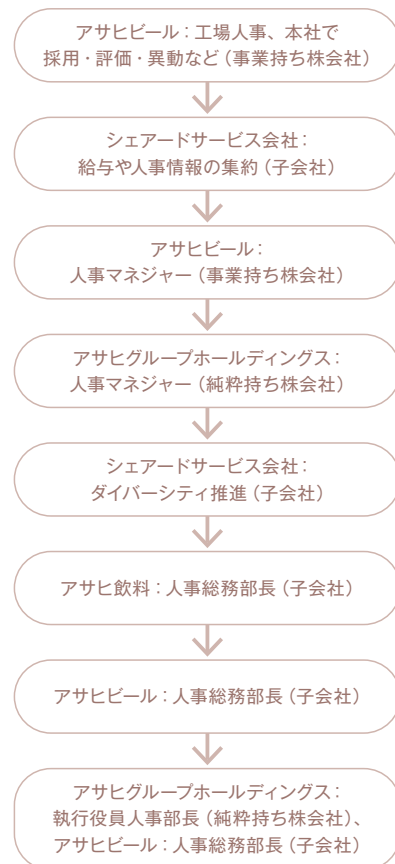 アサヒビール：工場人事、本社で
採用・評価・異動など（事業持ち株会社）
シェアードサービス会社：
給与や人事情報の集約（子会社）
アサヒビール：
人事マネジャー（事業持ち株会社）
アサヒグループホールディングス：
人事マネジャー（純粋持ち株会社）
シェアードサービス会社：
ダイバーシティ推進（子会社）
アサヒ飲料：人事総務部長（子会社）
アサヒビール：人事総務部長（子会社）
アサヒグループホールディングス：
執行役員人事部長（純粋持ち株会社）、
アサヒビール：人事総務部長（子会社）